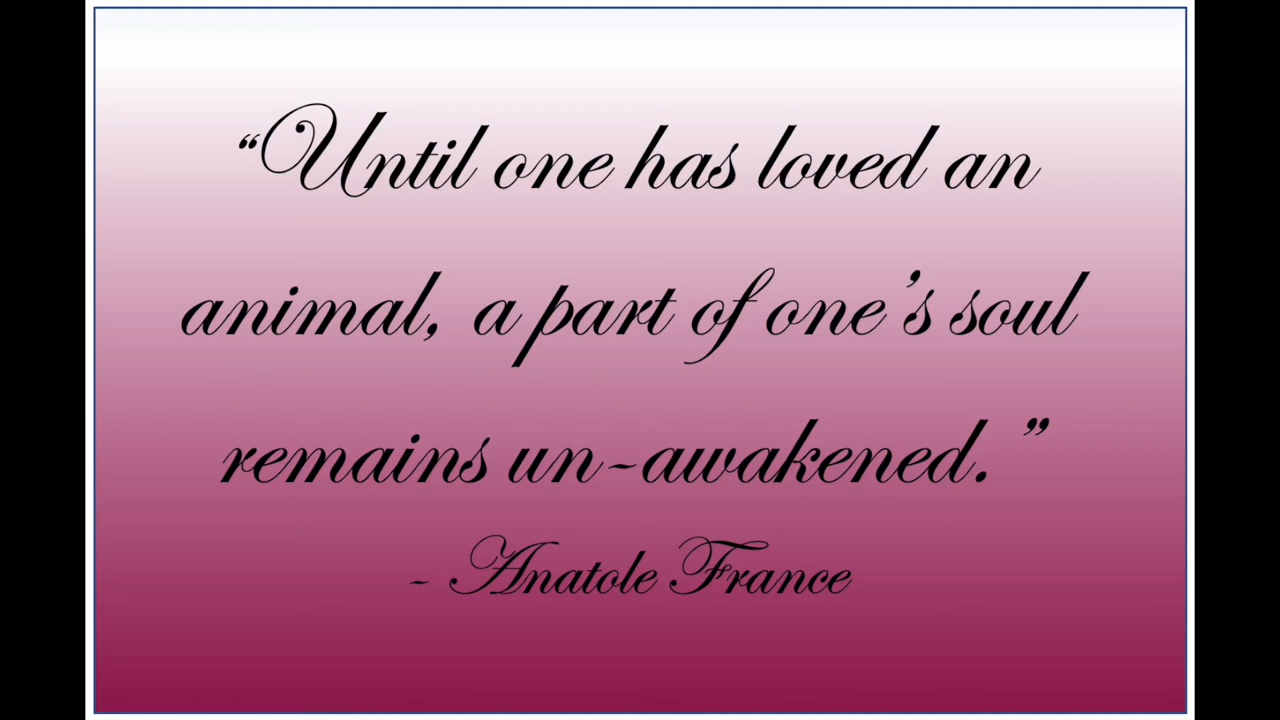 “Until one has loved an
animal, a part of one’s soul
remains un-awakened.”
- Anatole France